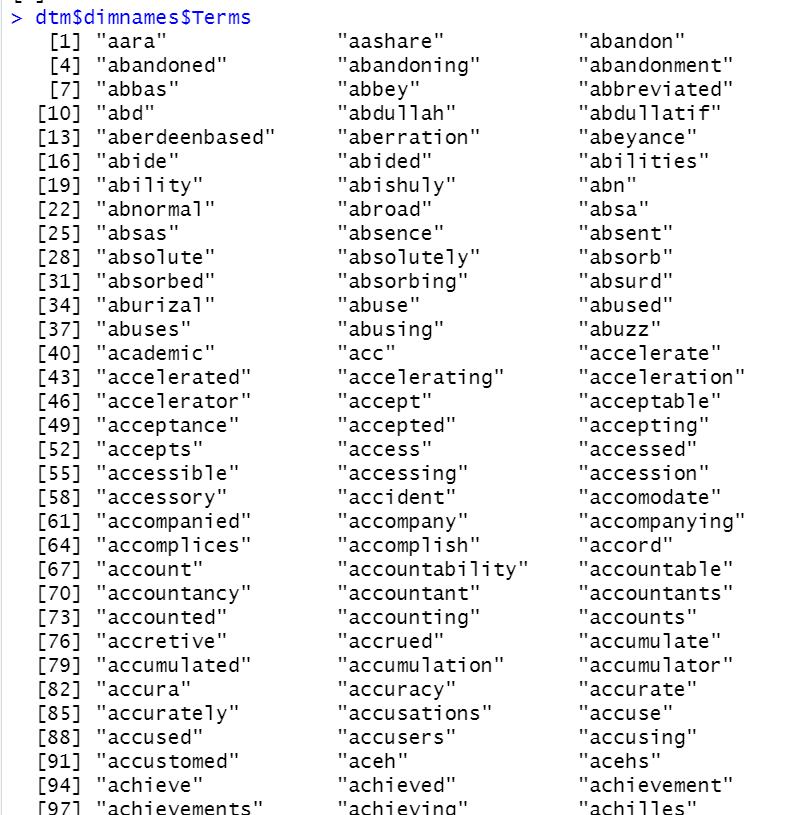 > dtm$dimnames$Terms
[1] "aara" "aashare" "abandon"
[4] "abandoned" "abandoning" "abandonment"
[7] "abbas" "abbey" "abbreviated"
[10] "abd" "abdullah" "abdullatif"
[13] "aberdeenbased" "aberration" "abeyance"
[16] "abide" "abided" "abilities"
[19] "ability" "abishuly" "abn"
[22] "abnormal" "abroad" "absa"
[25] "absas" "absence" "absent"
[28] "absolute" "absolutely" "absorb"
[31] "absorbed" "absorbing" "absurd"
[34] "aburizal" "abuse" "abused"
[37] "abuses" "abusing" "abuzz"
[40] "academic" "acc" "accelerate"
[43] "accelerated" "accelerating" "acceleration"
[46] "accelerator" "accept" "acceptable"
[49] "acceptance" "accepted" "accepting"
[52] "accepts" "access" "accessed"
[55] "accessible" "accessing" "accession"
[58] "accessory" "accident" "accomodate"
[61] "accompanied" "accompany" "accompanying"
[64] "accomplices" "accomplish" "accord"
[67] "account" "accountability" "accountable"
[70] "accountancy" "accountant" "accountants"
[73] "accounted" "accounting" "accounts"
[76] "accretive" "accrued" "accumulate"
[79] "accumulated" "accumulation" "accumulator"
[82] "accura" "accuracy" "accurate"
[85] "accurately" "accusations" "accuse"
[88] "accused" "accusers" "accusing"
[91] "accustomed" "aceh" "acehs"
[94] "achieve" "achieved" "achievement"
[97] "achievements" "achieving" "achilles"